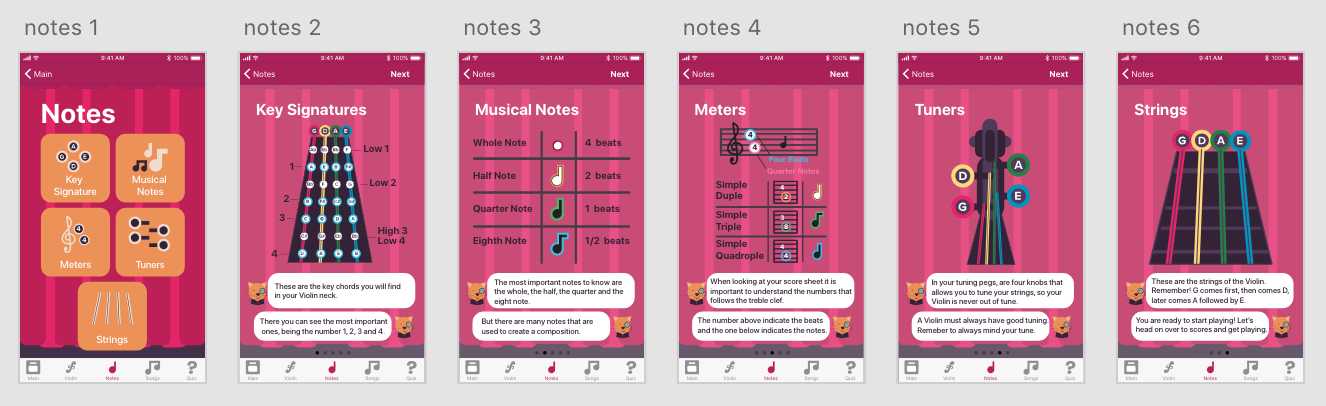 notes 1
9:41 AM
100%
Main
Notes
A
G
C
E
Key
Signature
Musical
Notes
4
4
Meters
Tuners
Strings
Main
Violin
Notes
Songs
Quiz
notes 2
9:41 AM
100%
Notes
Next
Key Signatures
G D A E
Low 1
1
Low 2
2
3
High 3
Low 4
4
These are the key chords you will find
in your Violin neck.
There you can see the most important
ones, being the number 1, 2, 3 and 4.
Main
Violin
Notes
Songs
Quiz
notes 3
9:41 AM
100%
Notes
Next
Musical Notes
Whole Note
4 beats
Half Note
2 beats
Quarter Note
1 beats
Eighth Note
1/2 beats
The most important notes to know are
the whole, the half, the quarter and the
eight note.
But there are many notes that are
used to create a composition.
Main
Violin
Notes
Songs
Quiz
notes 4
9:41 AM
100%
Notes
Next
Meters
4
4
Four Beats
Quarter Notes
Simple
Duple
4
2
Simple
Triple
3
8
Simple
Quadrople
4
4
When looking at your score sheet it is
important to understand the numbers that
follows the treble clef.
The number above indicate the beats
and the one below indicates the notes.
Main
Violin
Notes
Songs
Quiz
notes 5
9:41 AM
100%
Notes
Next
Tuners
A
D
E
G
In your tuning pegs, are four knobs that
allows you to tune your strings, so your
Violin is never out of tune.
A Violin must always have good tuning.
Remeber to always mind your tune.
Main
Violin
Notes
Songs
Quiz
notes 6
9:41 AM
100%
Notes
Strings
G D A E
These are the strings of the Violin.
Remember! G comes first, then comes D,
later comes A followed by E.
You are ready to start playing! Let's
head on over to scores and get playing.
Main
Violin
Notes
Songs
Quiz